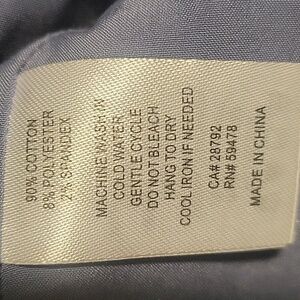 90% COTTON
8% POLYESTER
2% SPANDEX
MACHINE WASH IN
COLD WATER
GENTLE CYCLE
DO NOT BLEACH
HANG TO DRY
COOL IRON IF NEEDED
CA# 28792
RN# 59478
MADE IN CHINA